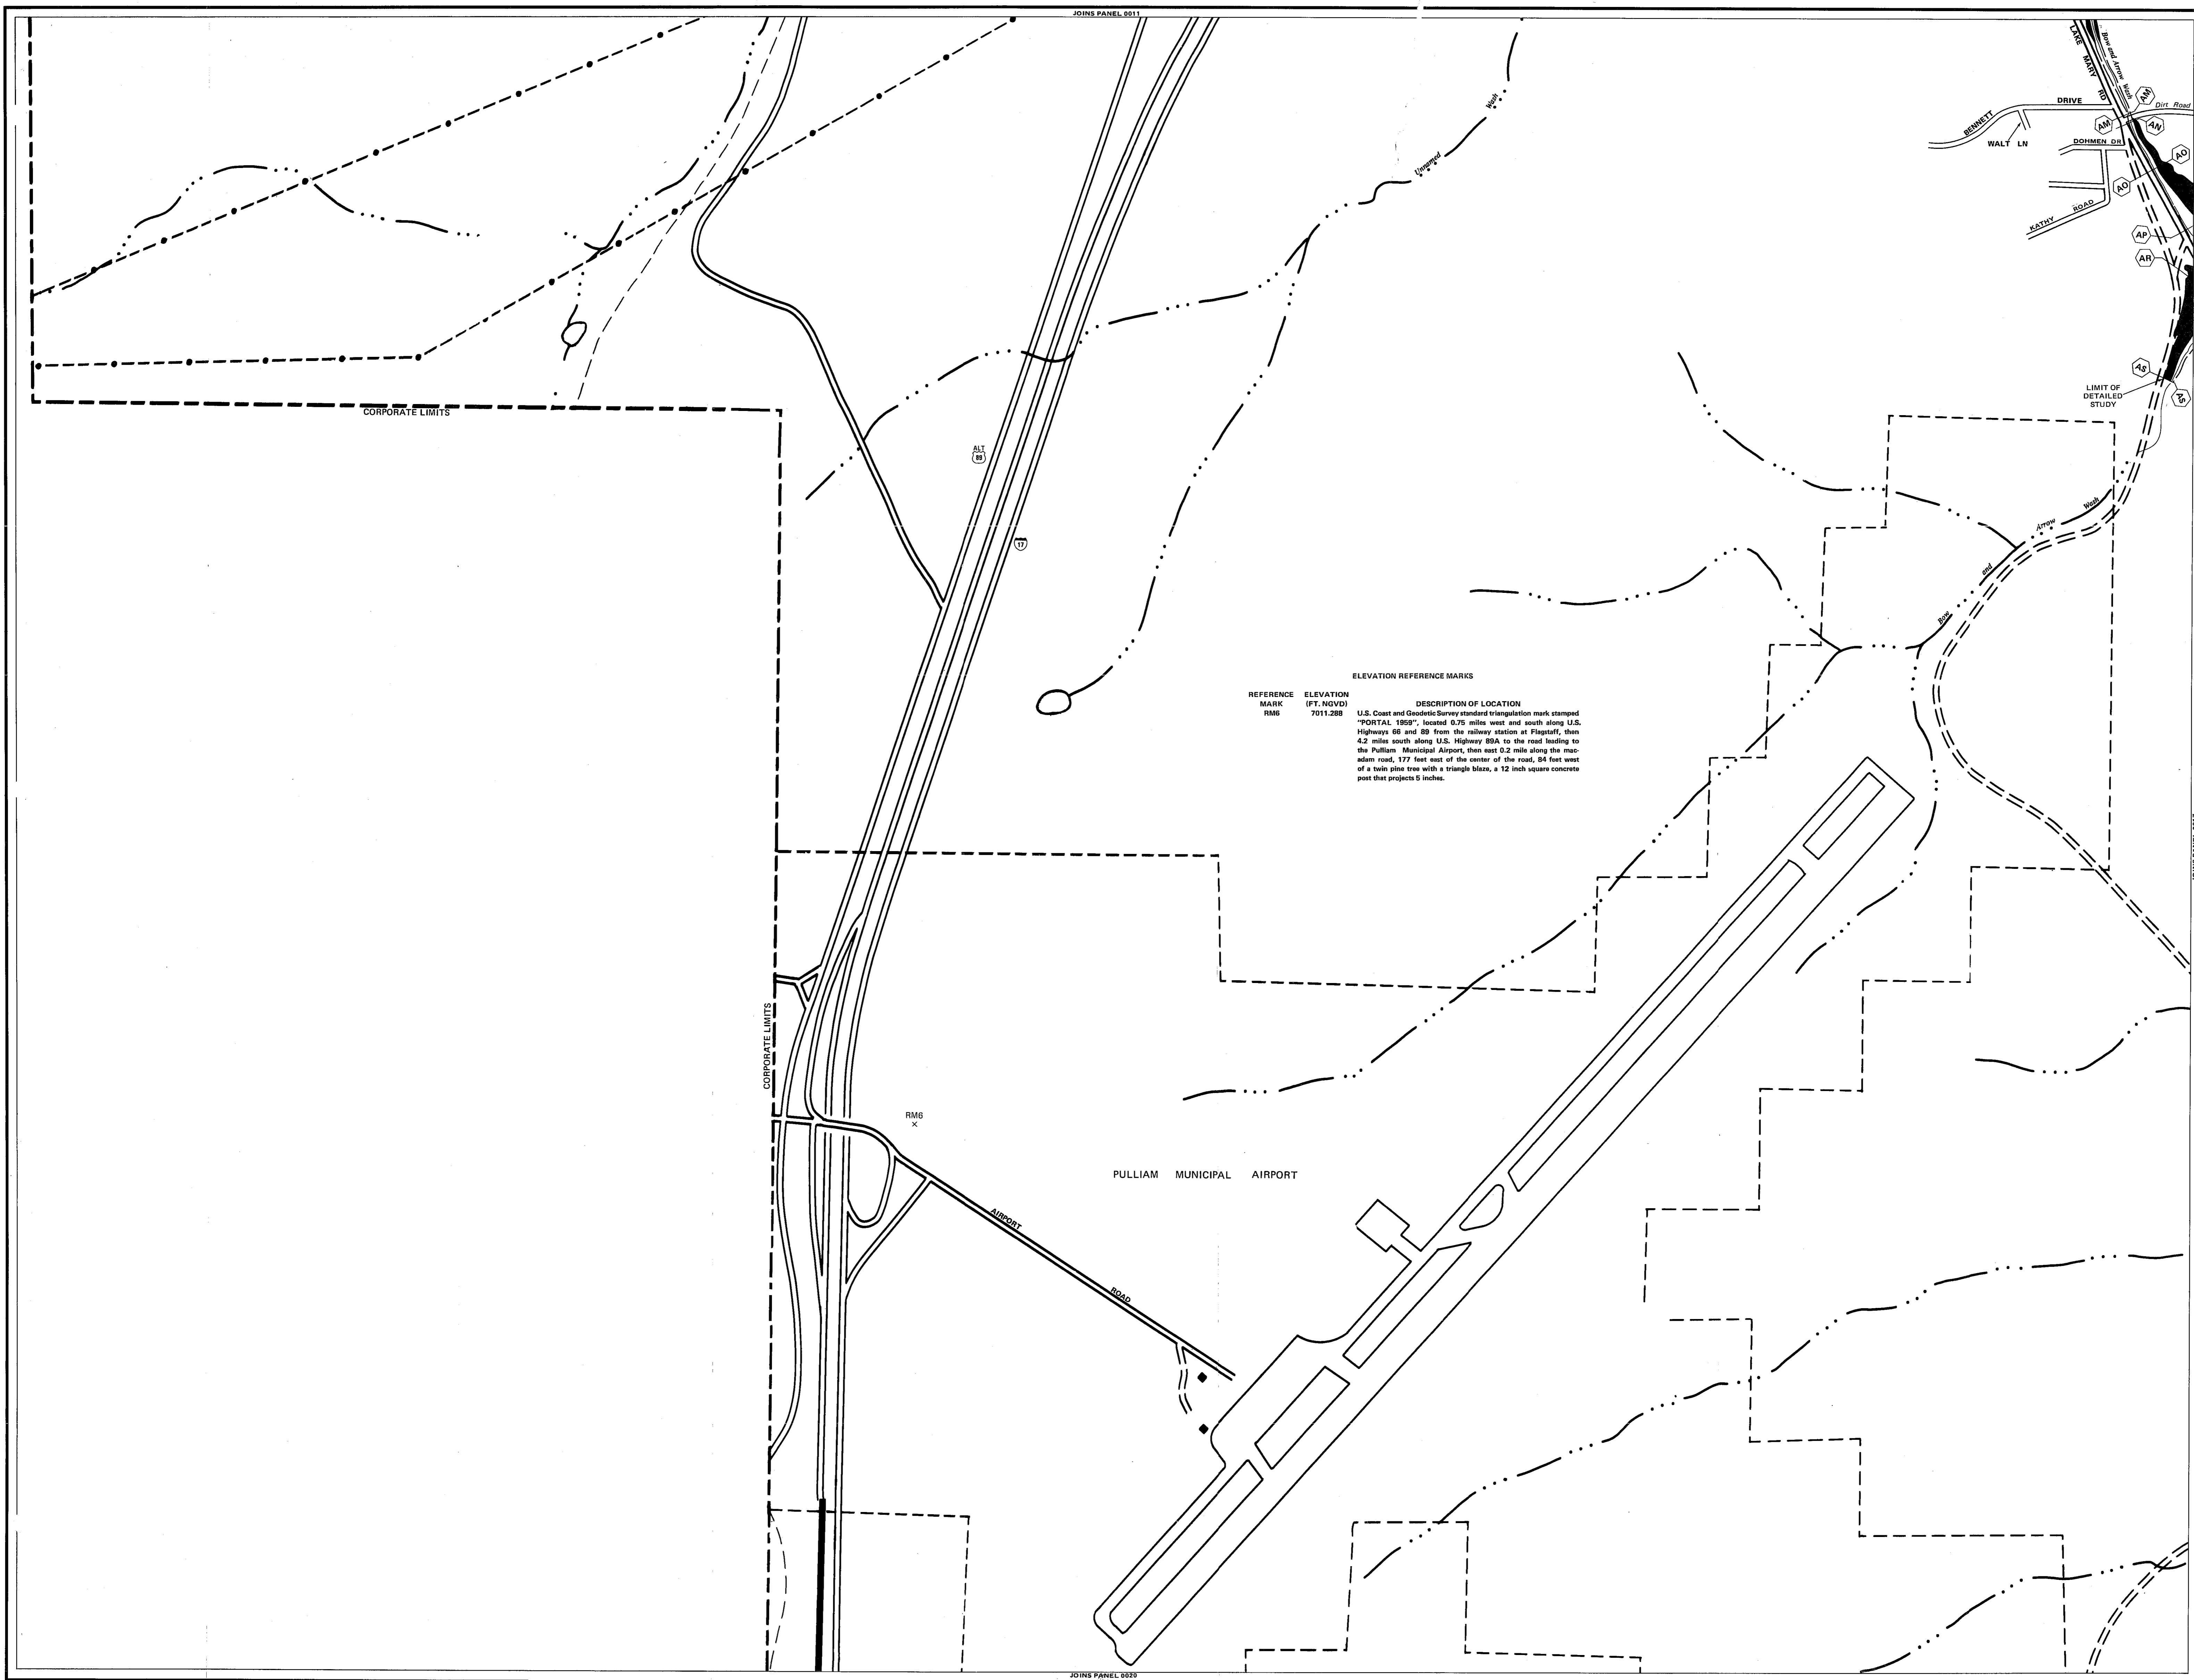 JOINS PANEL 0011
LAKE MARY RD
Bow and Arrow Wash
AM
Dirt Road
DRIVE
BENNETT
AM
AN
WALT LN
DOHMEN DR
AO
AO
KATHY ROAD
AP
AR
Wash
Unnamed
AS
LIMIT OF
DETAILED
STUDY
AS
CORPORATE LIMITS
ALT
89
17
Bow and Arrow Wash
ELEVATION REFERENCE MARKS
REFERENCE ELEVATION
MARK (FT. NGVD) DESCRIPTION OF LOCATION
RM6 7011.288 U.S. Coast and Geodetic Survey standard triangulation mark stamped
"PORTAL 1959", located 0.75 miles west and south along U.S.
Highways 66 and 89 from the railway station at Flagstaff, then
4.2 miles south along U.S. Highway 89A to the road leading to
the Pulliam Municipal Airport, then east 0.2 mile along the mac-
adam road, 177 feet east of the center of the road, 84 feet west
of a twin pine tree with a triangle blaze, a 12 inch square concrete
post that projects 5 inches.
CORPORATE LIMITS
RM6
PULLIAM MUNICIPAL AIRPORT
AIRPORT
ROAD
JOINS PANEL 0020